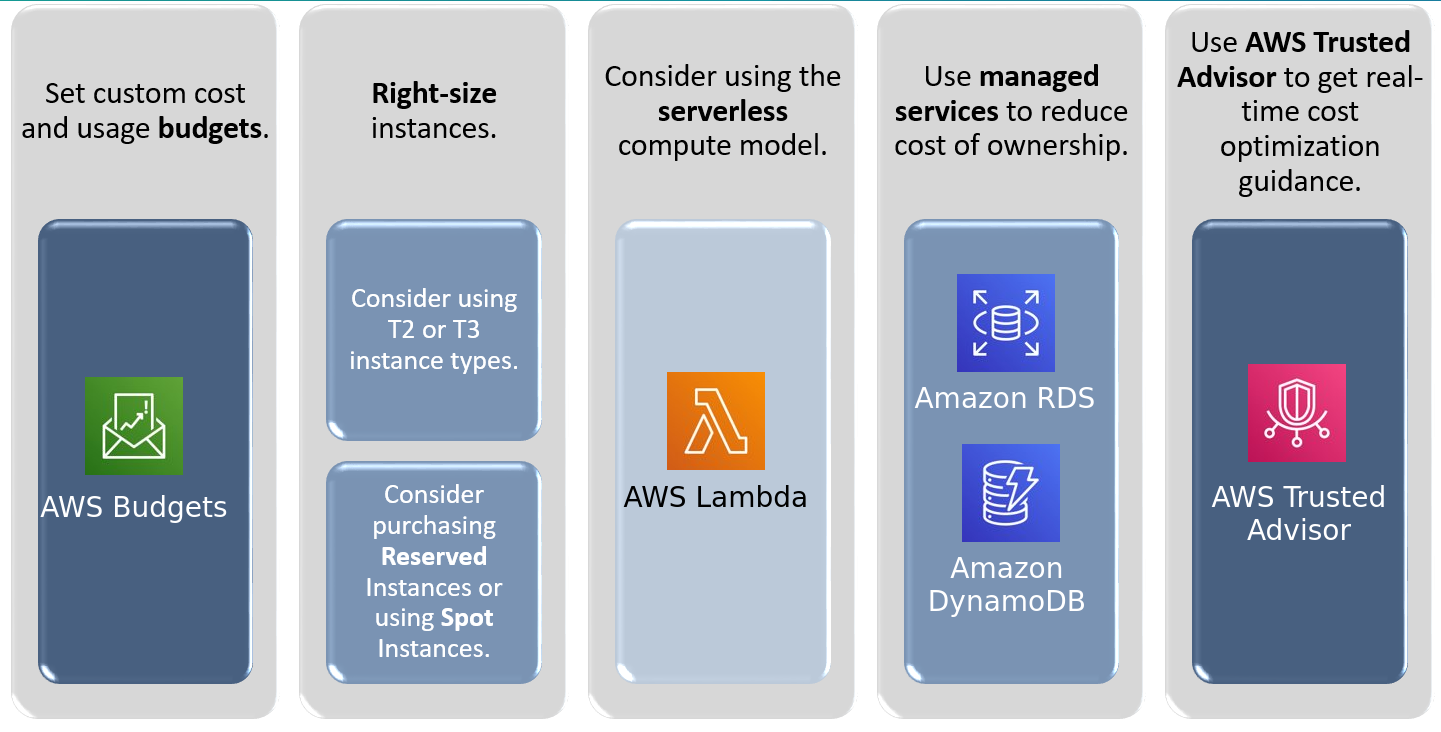 Set custom cost
and usage budgets.
AWS Budgets
Right-size
instances.
Consider using
T2 or T3
instance types.
Consider
purchasing
Reserved
Instances or
using Spot
Instances.
Consider using the
serverless
compute model.
AWS Lambda
Use managed
services to reduce
cost of ownership.
Amazon RDS
Amazon
DynamoDB
Use AWS Trusted
Advisor to get real-
time cost
optimization
guidance.
AWS Trusted
Advisor